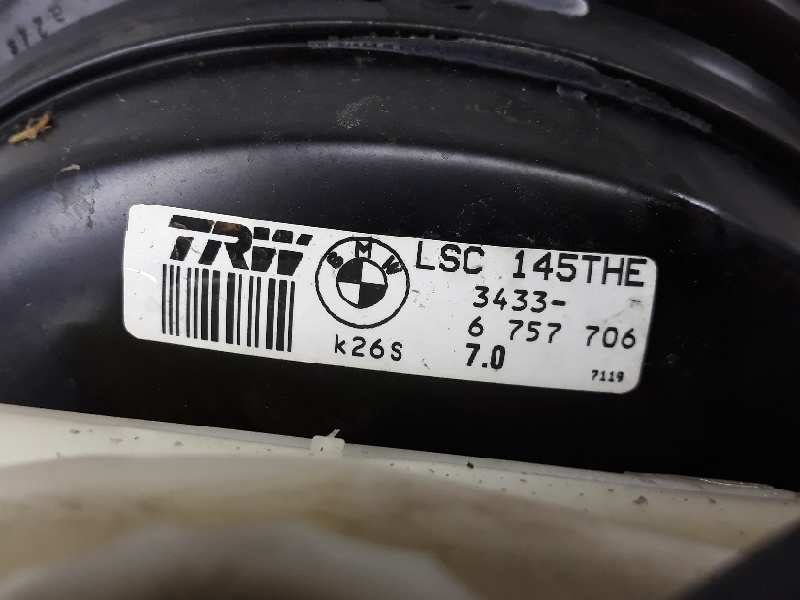 TRW
BMW
LSC 145THE
3433-
6 757 706
k26S
7.0
7119